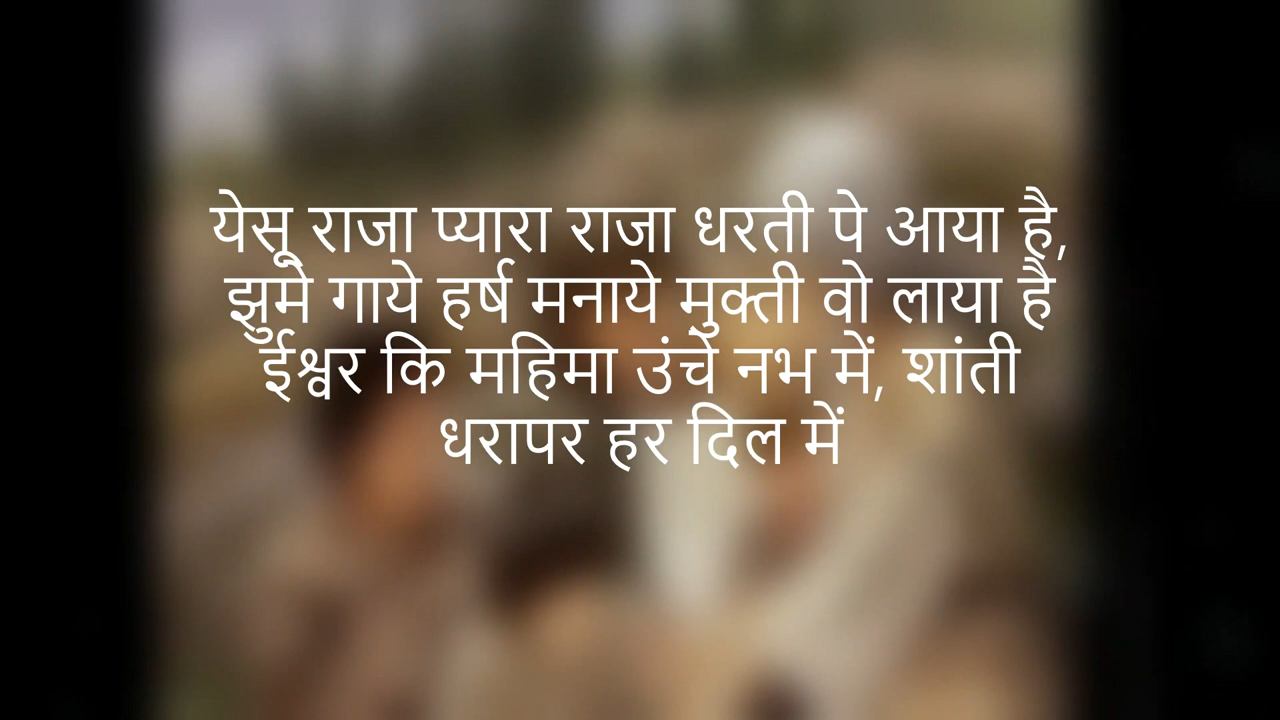 येसू राजा प्यारा राजा धरती पे आया है,
झुमे गाये हर्ष मनाये मुक्ती वो लाया है
ईश्वर कि महिमा उंचे नभ में, शांती
धरापर हर दिल में